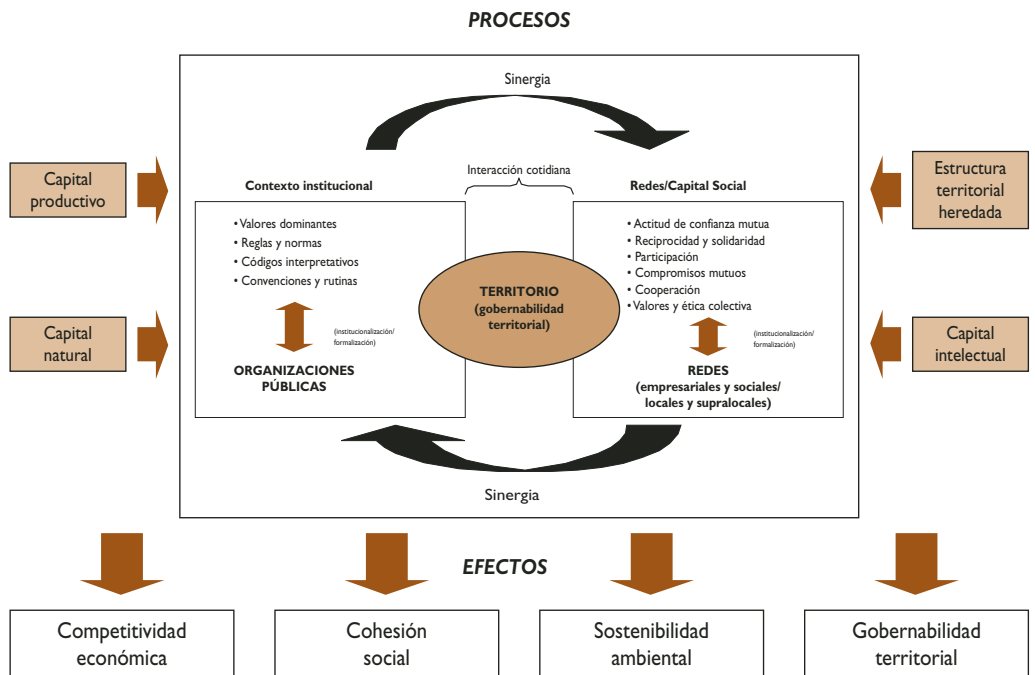 PROCESOS
Sinergia
Capital
productivo
Capital
natural
Contexto institucional
• Valores dominantes
• Reglas y normas
• Códigos interpretativos
• Convenciones y rutinas
(institucionalización/
formalización)
ORGANIZACIONES
PÚBLICAS
Interacción cotidiana
TERRITORIO
(gobernabilidad
territorial)
Redes/Capital Social
• Actitud de confianza mutua
• Reciprocidad y solidaridad
• Participación
• Compromisos mutuos
• Cooperación
• Valores y ética colectiva
(institucionalización/
formalización)
REDES
(empresariales y sociales/
locales y supralocales)
Estructura
territorial
heredada
Capital
intelectual
Sinergia
EFECTOS
Competitividad
económica
Cohesión
social
Sostenibilidad
ambiental
Gobernabilidad
territorial